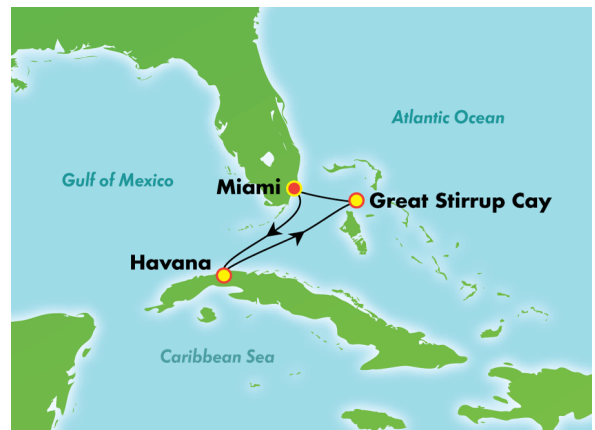 Atlantic Ocean
Gulf of Mexico
Miami
Great Stirrup Cay
Havana
Caribbean Sea